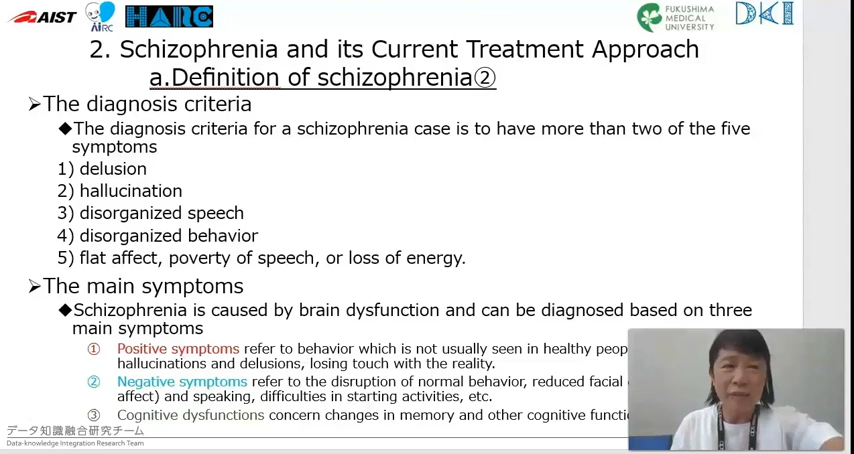 AIST
AIRC
HARC
FUKUSHIMA
MEDICAL
UNIVERSITY
DKI
2. Schizophrenia and its Current Treatment Approach
a.Definition of schizophrenia②
➢The diagnosis criteria
◆The diagnosis criteria for a schizophrenia case is to have more than two of the five
symptoms
1) delusion
2) hallucination
3) disorganized speech
4) disorganized behavior
5) flat affect, poverty of speech, or loss of energy.
➢The main symptoms
◆Schizophrenia is caused by brain dysfunction and can be diagnosed based on three
main symptoms
① Positive symptoms refer to behavior which is not usually seen in healthy
hallucinations and delusions, losing touch with the reality.
② Negative symptoms refer to the disruption of normal behavior, reduced facial
affect) and speaking, difficulties in starting activities, etc.
③ Cognitive dysfunctions concern changes in memory and other cognitive
データ知識融合研究チーム
Data-knowledge Integration Research Team